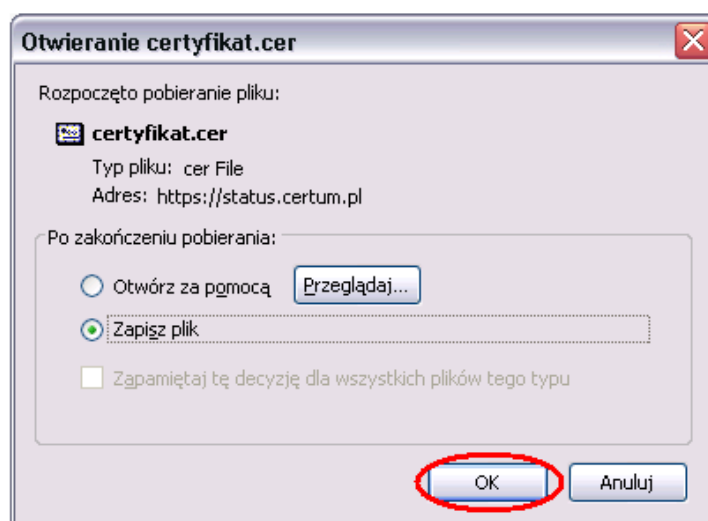 Otwieranie certyfikat.cer
Rozpoczęto pobieranie pliku:
certyfikat.cer
Typ pliku: cer File
Adres: https://status.certum.pl
Po zakończeniu pobierania:
Otwórz za pomocą Przeglądaj...
Zapisz plik
Zapamiętaj tę decyzję dla wszystkich plików tego typu
OK Anuluj